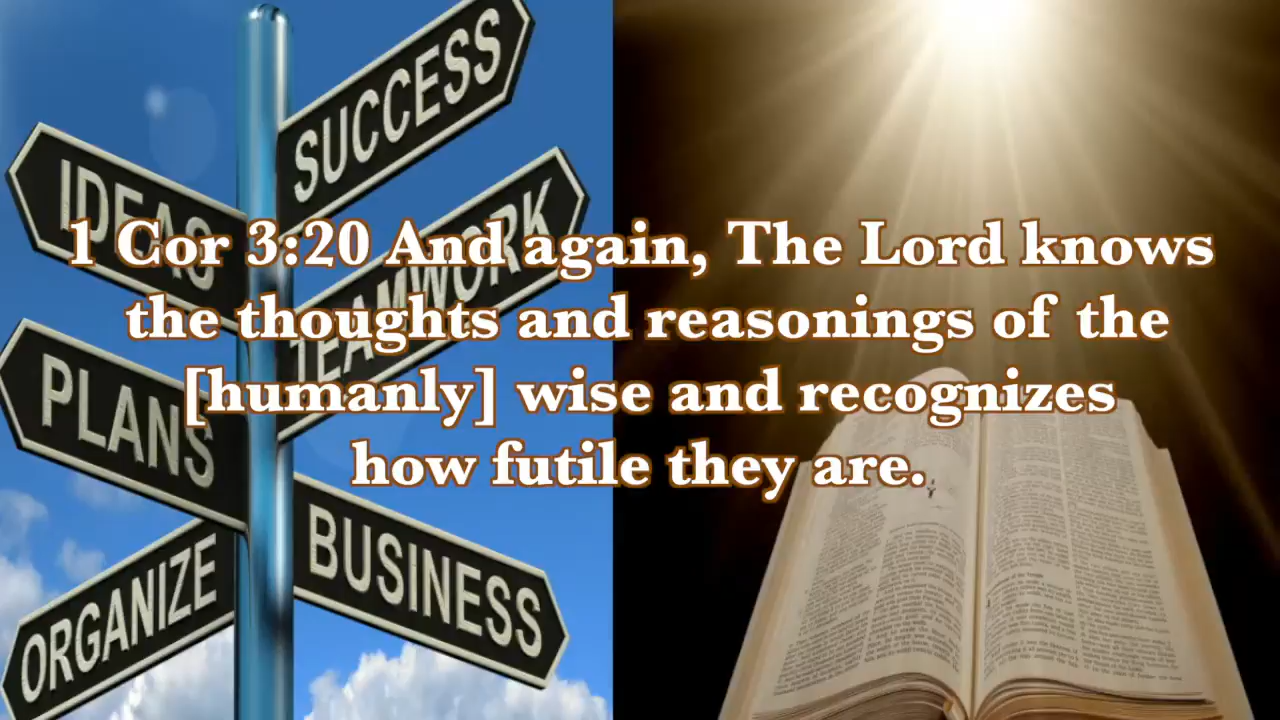 SUCCESS
IDEAS
TEAMWORK
PLANS
BUSINESS
ORGANIZE
1 Cor 3:20 And again, The Lord knows
the thoughts and reasonings of the
[humanly] wise and recognizes
how futile they are.